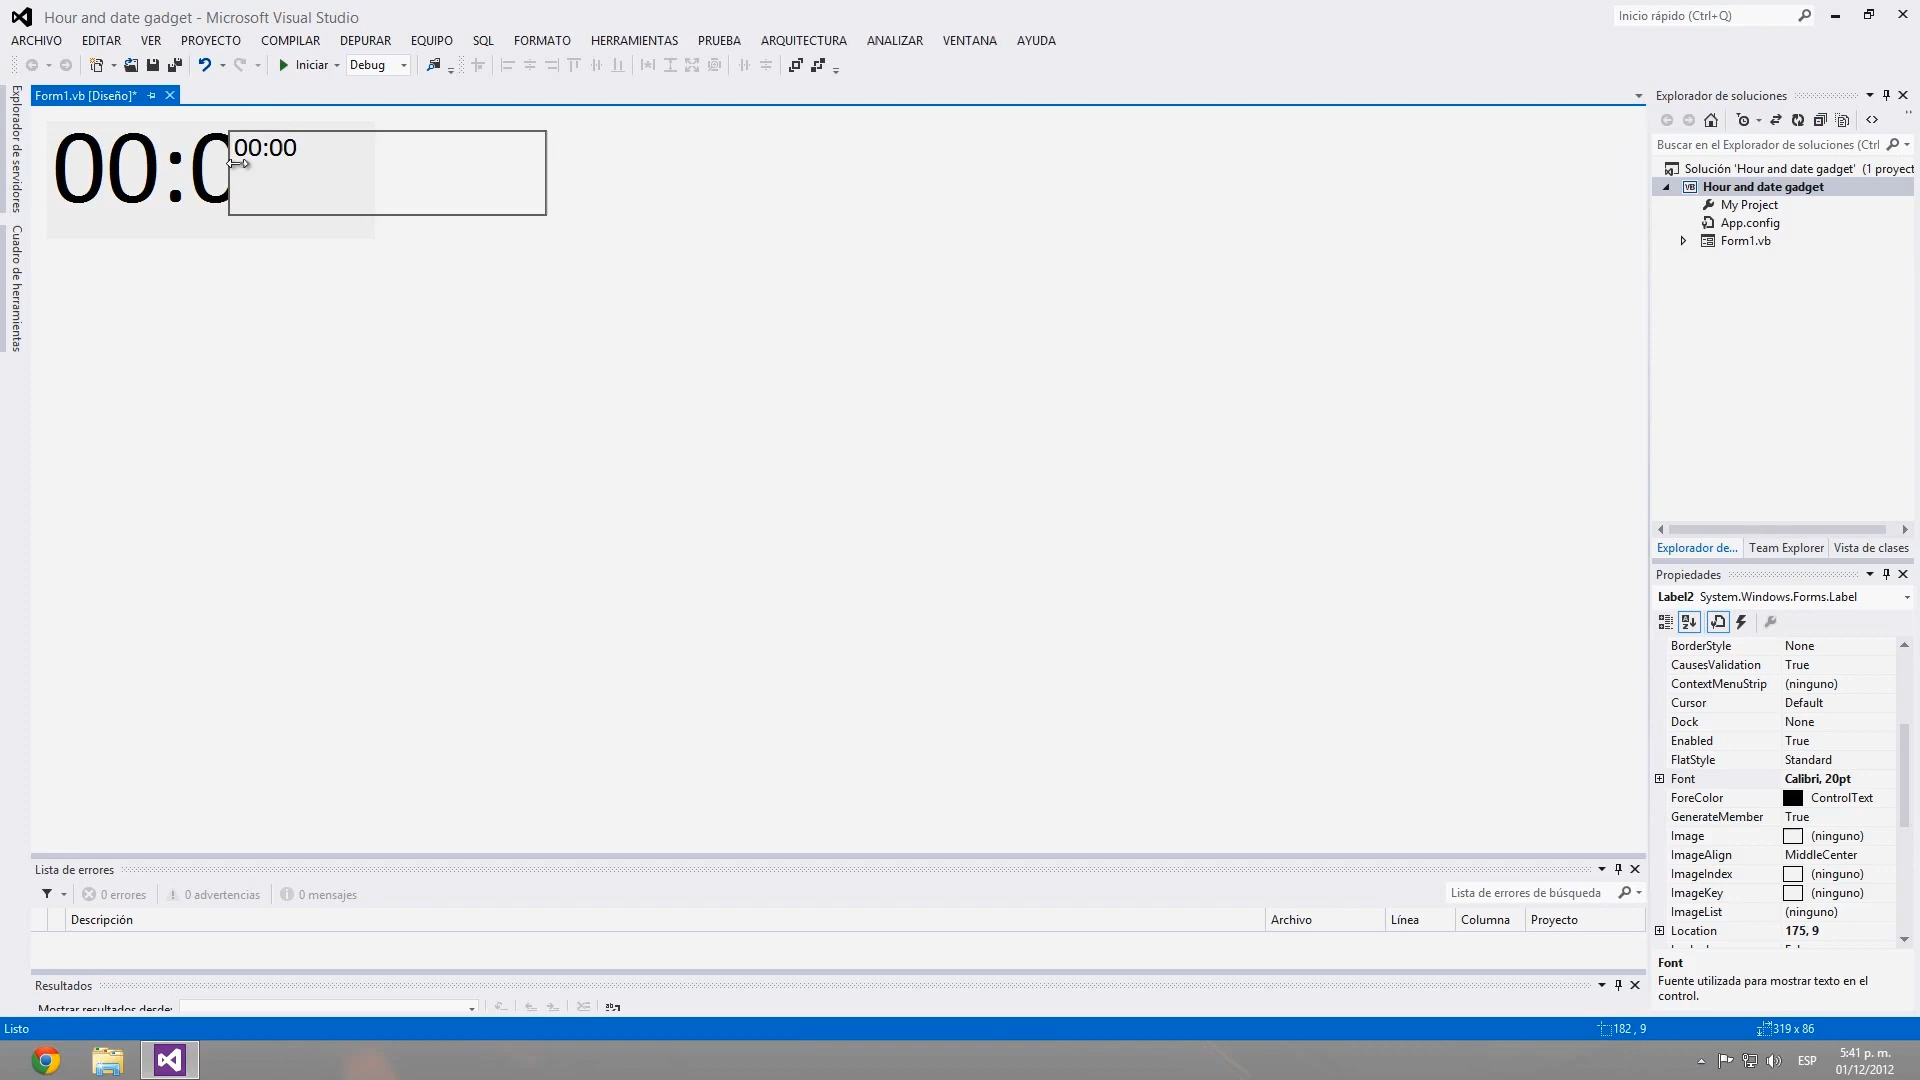 Hour and date gadget - Microsoft Visual Studio
Inicio rápido (Ctrl+Q)
ARCHIVO EDITAR VER PROYECTO COMPILAR DEPURAR EQUIPO SQL FORMATO HERRAMIENTAS PRUEBA ARQUITECTURA ANALIZAR VENTANA AYUDA
Iniciar Debug
Explorador de servidores
Cuadro de herramientas
Form1.vb [Diseño]*
00:0
00:00
Explorador de soluciones
Buscar en el Explorador de soluciones (Ctrl
Solución 'Hour and date gadget' (1 proyect
VB Hour and date gadget
My Project
App.config
Form1.vb
Explorador de... Team Explorer Vista de clases
Propiedades
Label2 System.Windows.Forms.Label
BorderStyle None
CausesValidation True
ContextMenuStrip (ninguno)
Cursor Default
Dock None
Enabled True
FlatStyle Standard
Font Calibri, 20pt
ForeColor ControlText
GenerateMember True
Image (ninguno)
ImageAlign MiddleCenter
ImageIndex (ninguno)
ImageKey (ninguno)
ImageList (ninguno)
Location 175, 9
Font
Fuente utilizada para mostrar texto en el
control.
Lista de errores
0 errores 0 advertencias 0 mensajes
Lista de errores de búsqueda
Descripción Archivo Línea Columna Proyecto
Resultados
Mostrar resultados desde:
Listo 182 , 9 319 x 86
ESP
5:41 p. m.
01/12/2012